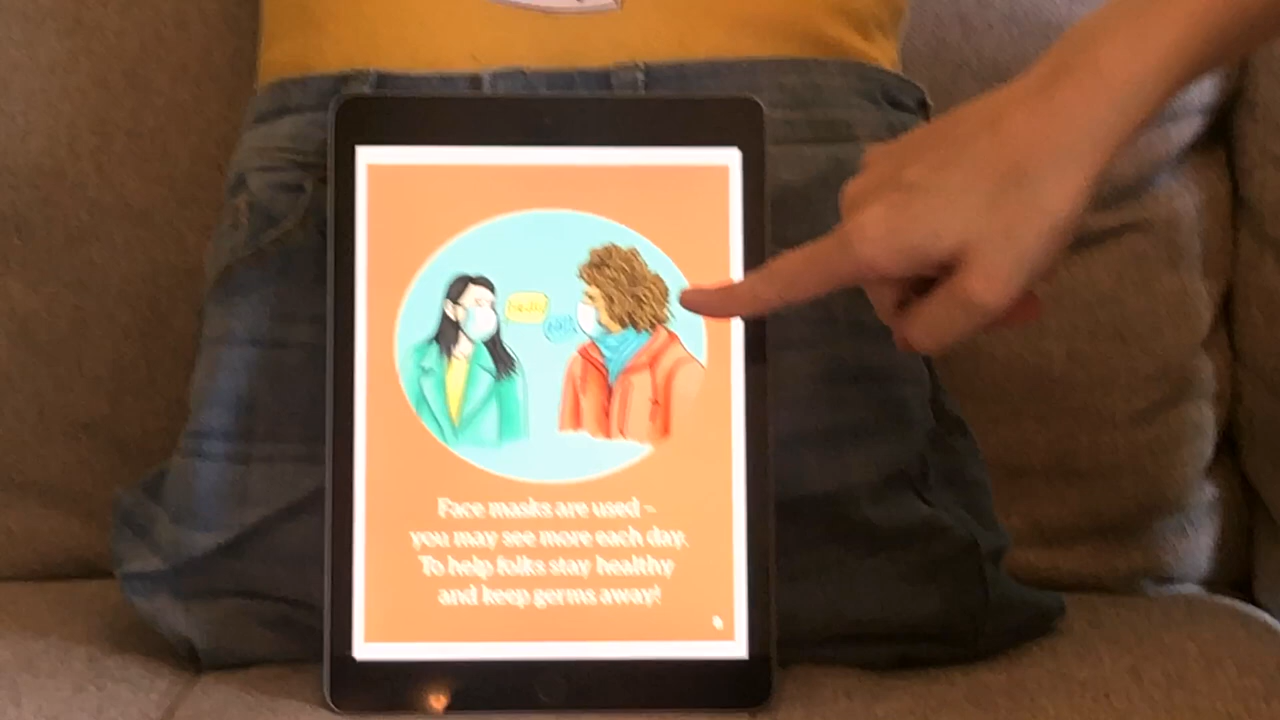 Face masks are used –
you may see more each day.
To help folks stay healthy
and keep germs away!